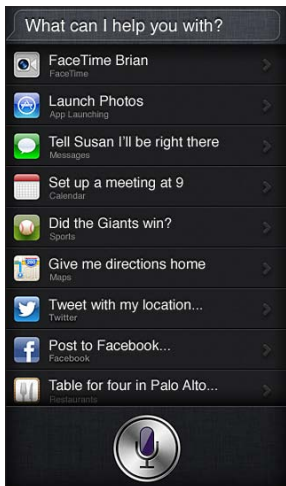 What can I help you with?
FaceTime Brian
FaceTime
Launch Photos
App Launching
Tell Susan I'll be right there
Messages
Set up a meeting at 9
Calendar
Did the Giants win?
Sports
Give me directions home
Maps
Tweet with my location...
Twitter
Post to Facebook...
Facebook
Table for four in Palo Alto...
Restaurants